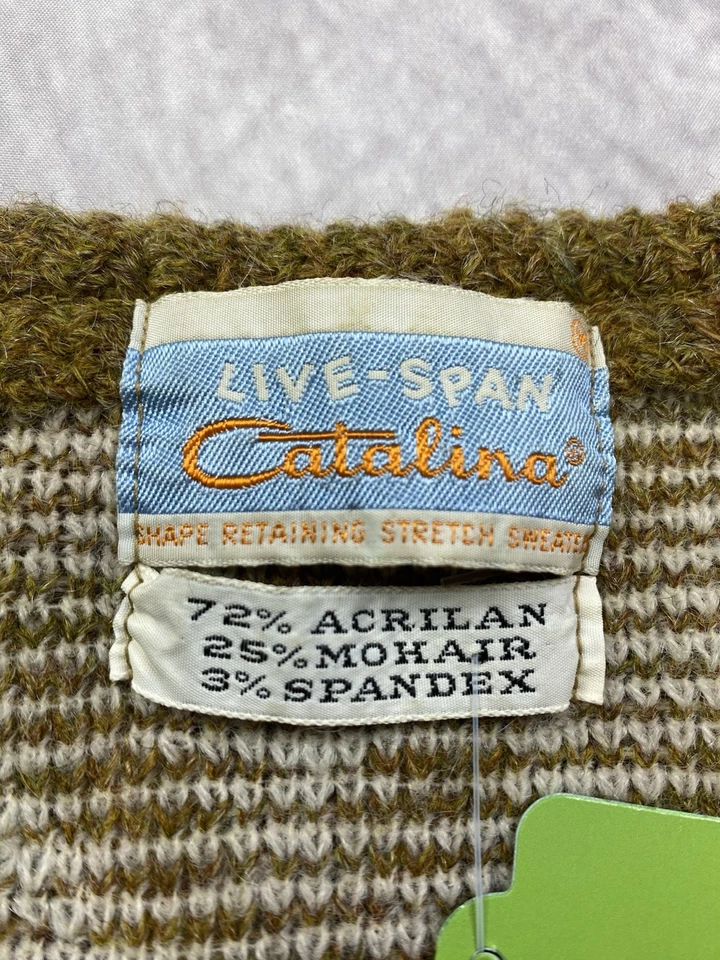 LIVE-SPAN
Catalina®
SHAPE RETAINING STRETCH SWEATER
72% ACRILAN
25% MOHAIR
3% SPANDEX